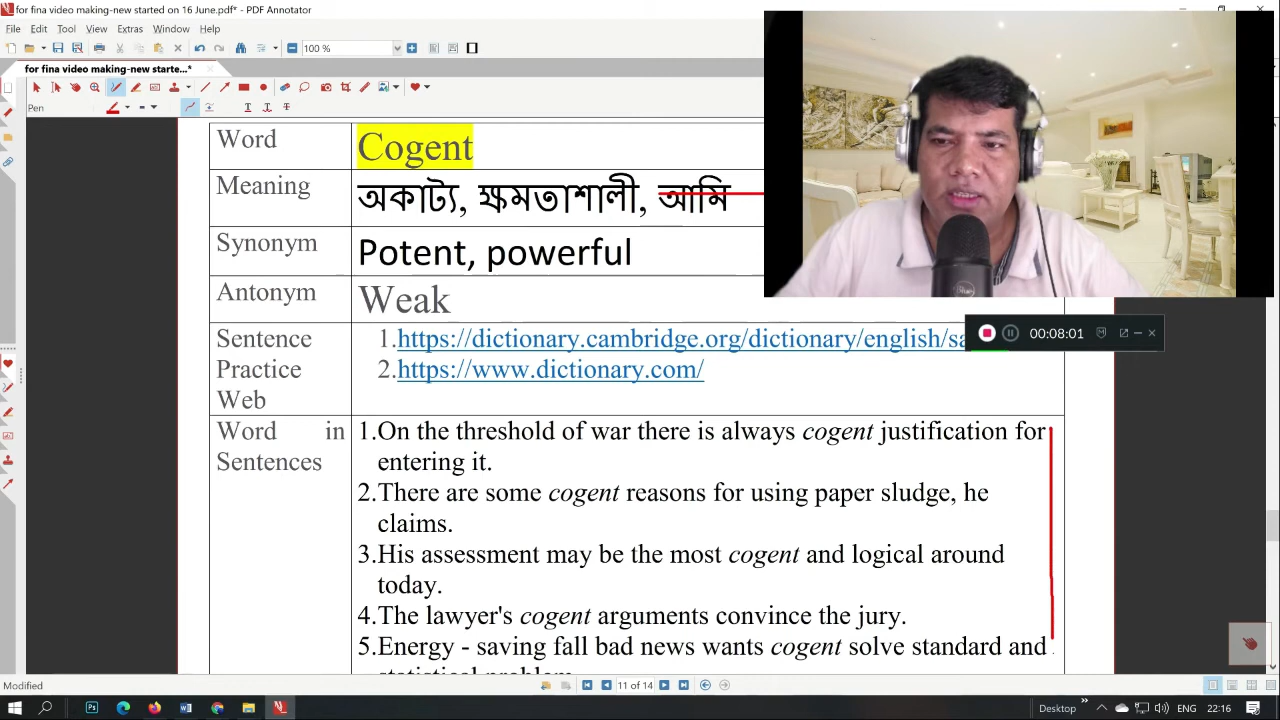 for fina video making-new started on 16 June.pdf* - PDF Annotator
File Edit Tools View Extras Window Help
100 %
for fina video making-new starte...*
Pen
Word Cogent
Meaning অকাট্য, ক্ষমতাশালী, আমি
Synonym Potent, powerful
Antonym Weak
Sentence 1.https://dictionary.cambridge.org/dictionary/english/sa
Practice 2.https://www.dictionary.com/
Web
00:08:01
Word in 1.On the threshold of war there is always cogent justification for
Sentences entering it.
2.There are some cogent reasons for using paper sludge, he
claims.
3.His assessment may be the most cogent and logical around
today.
4.The lawyer's cogent arguments convince the jury.
5.Energy - saving fall bad news wants cogent solve standard and
statistical problem
Modified 11 of 14
Desktop ENG 22:16